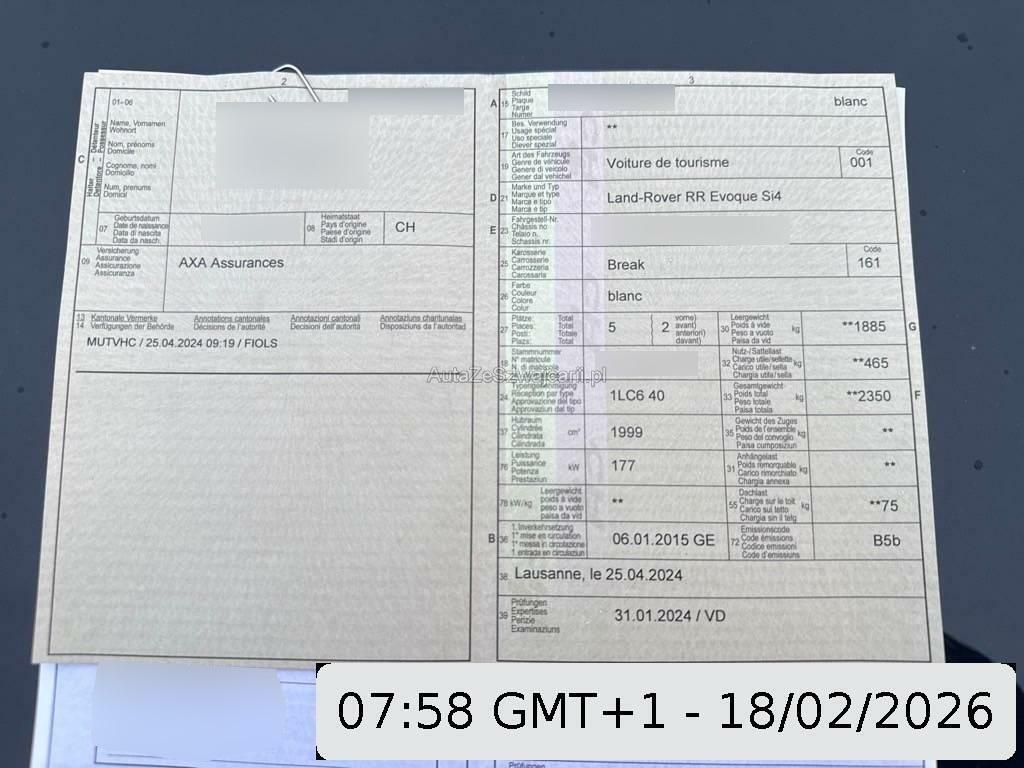 2
01–06
Name, Vornamen
Wohnort
Nom, prénoms
Domicile
Cognome, nomi
Domicilio
Num, prenums
Domicil
C
Halter - Détenteur
Detentore - Possessur
07
Geburtsdatum
Date de naissance
Data di nascita
Data da nasch.
08
Heimatstaat
Pays d'origine
Paese d'origine
Stadi d'origin
CH
09
Versicherung
Assurance
Assicurazione
Assicuranza
AXA Assurances
13 Kantonale Vermerke Annotations cantonales Annotazioni cantonali Annotaziuns chantunalas
14 Verfügungen der Behörde Décisions de l'autorité Decisioni dell'autorità Disposiziuns da l'autoritad
MUTVHC / 25.04.2024 09:19 / FIOLS
3
A 15
Schild
Plaque
Targa
Numer
blanc
17
Bes. Verwendung
Usage spécial
Uso speciale
Diever spezial
**
19
Art des Fahrzeugs
Genre de véhicule
Genere di veicolo
Gener dal vehichel
Voiture de tourisme
Code
001
D 21
Marke und Typ
Marque et type
Marca e tipo
Marca e tip
Land-Rover RR Evoque Si4
E 23
Fahrgestell-Nr.
Châssis no
Telaio n.
Schassis nr.
25
Karosserie
Carrosserie
Carrozzeria
Carossaria
Break
Code
161
26
Farbe
Couleur
Colore
Colur
blanc
27
Plätze: Total
Places: Total
Posti: Totale
Plazs: Total
5
2
vorne)
avant)
anteriori)
davant)
30
Leergewicht
Poids à vide
Peso a vuoto
Paisa da vid
kg
**1885
G
18
Stammnummer
N° matricule
N. di matricola
32
Nutz-/Sattellast
Charge utile/sellette
Carico utile/sella
Chargia utila/sella
kg
**465
AutaZeSzwajcarii.pl
24
Typengenehmigung
Réception par type
Approvazione del tipo
Approvaziun dal tip
1LC6 40
33
Gesamtgewicht
Poids total
Peso totale
Paisa totala
kg
**2350
F
37
Hubraum
Cylindrée
Cilindrata
Cilindrada
cm³
1999
35
Gewicht des Zuges
Poids de l'ensemble
Peso del convoglio
Paisa cumposiziun
kg
**
76
Leistung
Puissance
Potenza
Prestaziun
kW
177
31
Anhängelast
Poids remorquable
Carico rimorchiato
Chargia annexa
kg
**
78 kW/kg
Leergewicht
poids à vide
peso a vuoto
paisa da vid
**
55
Dachlast
Charge sur le toit
Carico sul tetto
Chargia sin il tetg
kg
**75
B 36
1. Inverkehrsetzung
1re mise en circulation
1a messa in circolazione
1. entrada en circulaziun
06.01.2015 GE
72
Emissionscode
Code émissions
Codice emissioni
Code d'emissiuns
B5b
38
Lausanne, le 25.04.2024
39
Prüfungen
Expertises
Perizie
Examinaziuns
31.01.2024 / VD
Prüfungen
07:58 GMT+1 - 18/02/2026